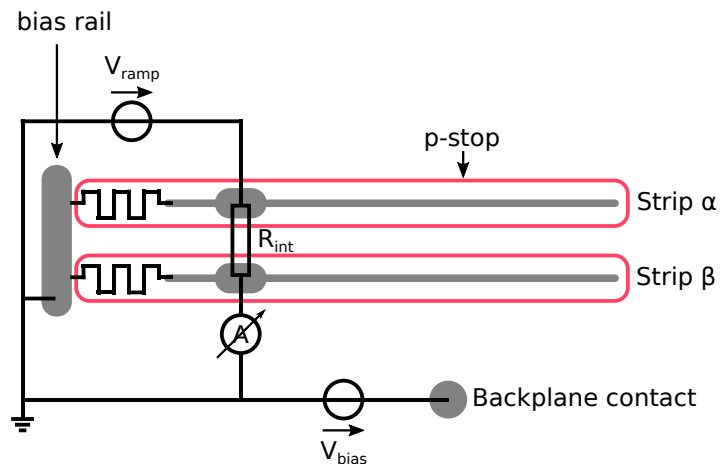 bias rail
V_ramp
p-stop
Strip α
R_int
Strip β
A
Backplane contact
V_bias